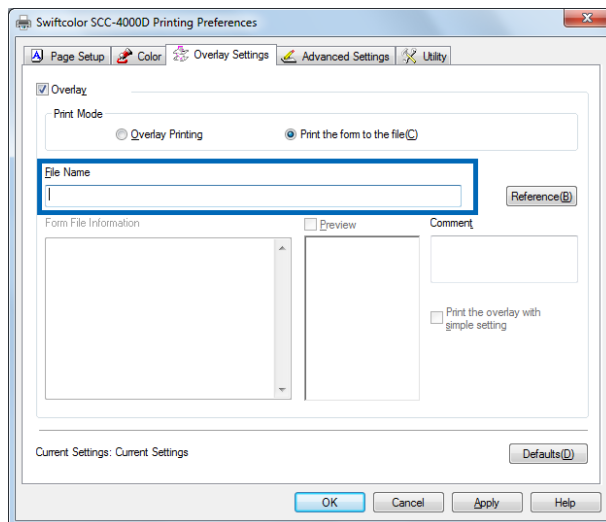 Swiftcolor SCC-4000D Printing Preferences
Page Setup Color Overlay Settings Advanced Settings Utility
Overlay
Print Mode
Overlay Printing Print the form to the file(C)
File Name
Reference(B)
Form File Information Preview Comment
Print the overlay with
simple setting
Current Settings: Current Settings Defaults(D)
OK Cancel Apply Help